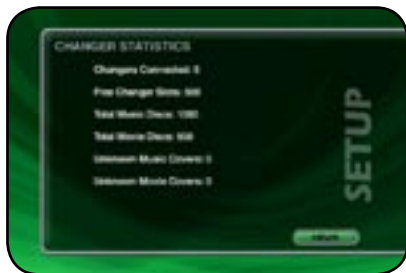 CHANGER STATISTICS
Changers Connected:
Free Changer Slots:
Total Music Discs:
Total Movie Discs:
Unknown Music Covers:
Unknown Movie Covers:
SETUP